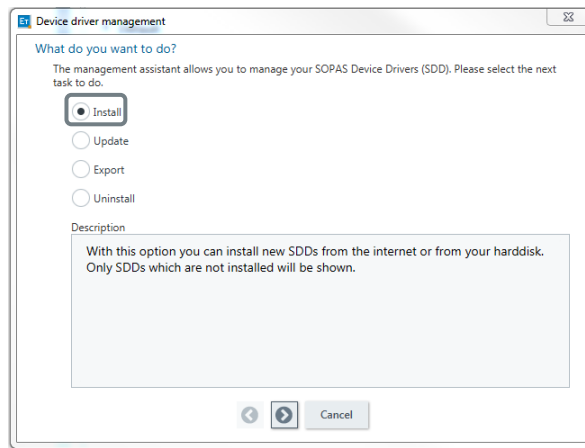 ET Device driver management
What do you want to do?
The management assistant allows you to manage your SOPAS Device Drivers (SDD). Please select the next
task to do.
Install
Update
Export
Uninstall
Description
With this option you can install new SDDs from the internet or from your harddisk.
Only SDDs which are not installed will be shown.
Cancel